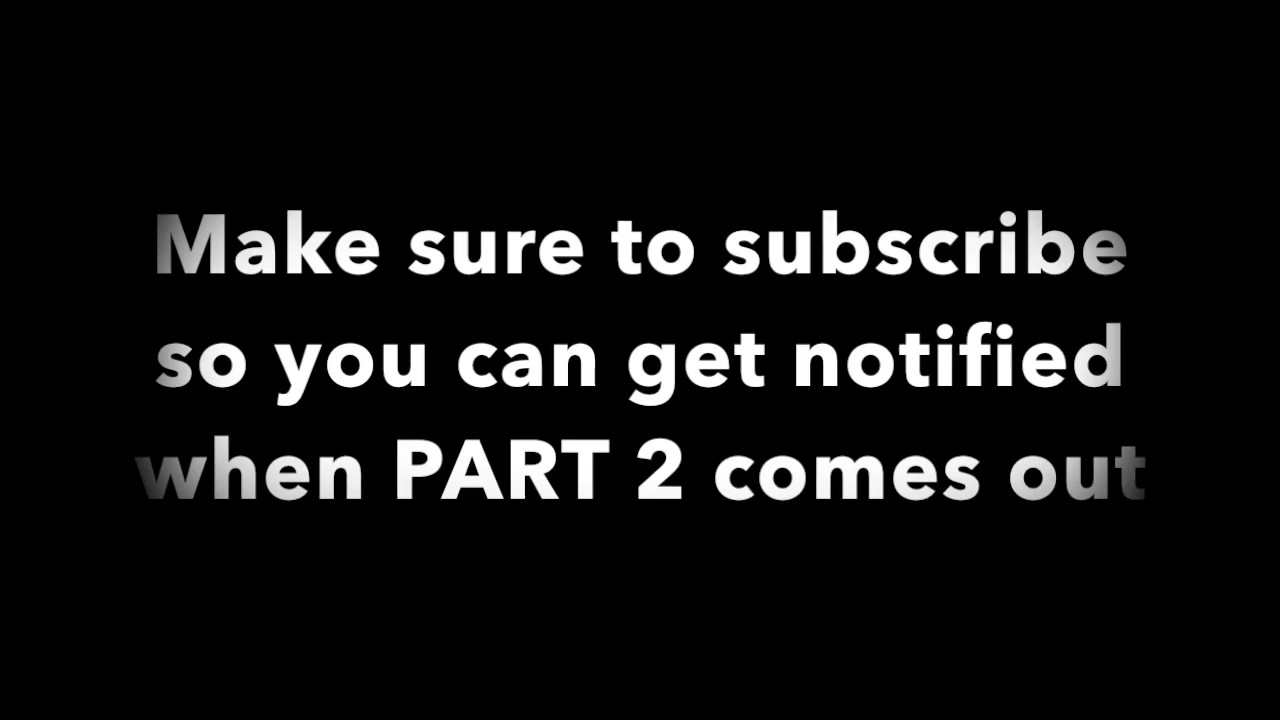 Make sure to subscribe
so you can get notified
when PART 2 comes out